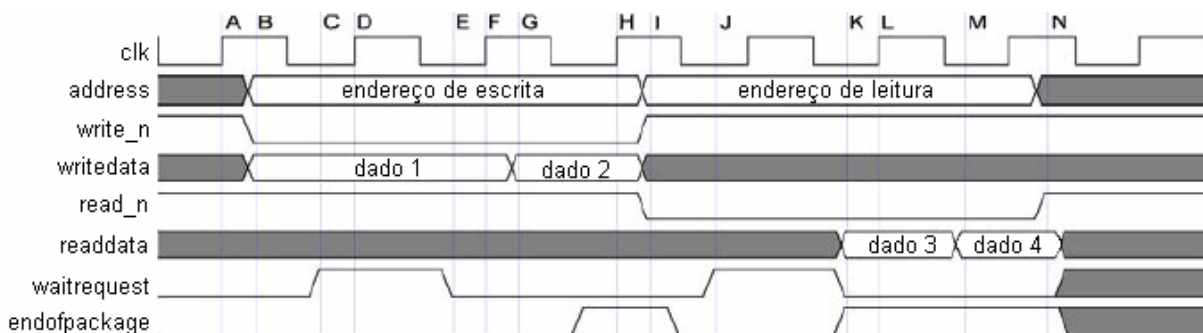 A B C D E F G H I J K L M N
clk
address endereço de escrita endereço de leitura
write_n
writedata dado 1 dado 2
read_n
readdata dado 3 dado 4
waitrequest
endofpackage